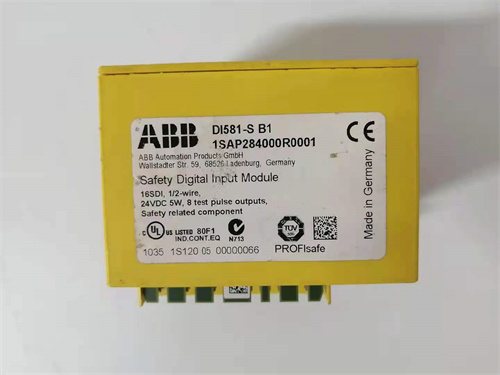 ABB
DI581-S B1
1SAP284000R0001
ABB Automation Products GmbH
Wallstadter Str. 59, 68526 Ladenburg, Germany
Safety Digital Input Module
16SDI, 1/2-wire,
24VDC 5W, 8 test pulse outputs,
Safety related component
UL US LISTED 80F1
IND.CONT.EQ
N713
TÜV
PROFIsafe
1035 1S120 05 00000066
Made in Germany